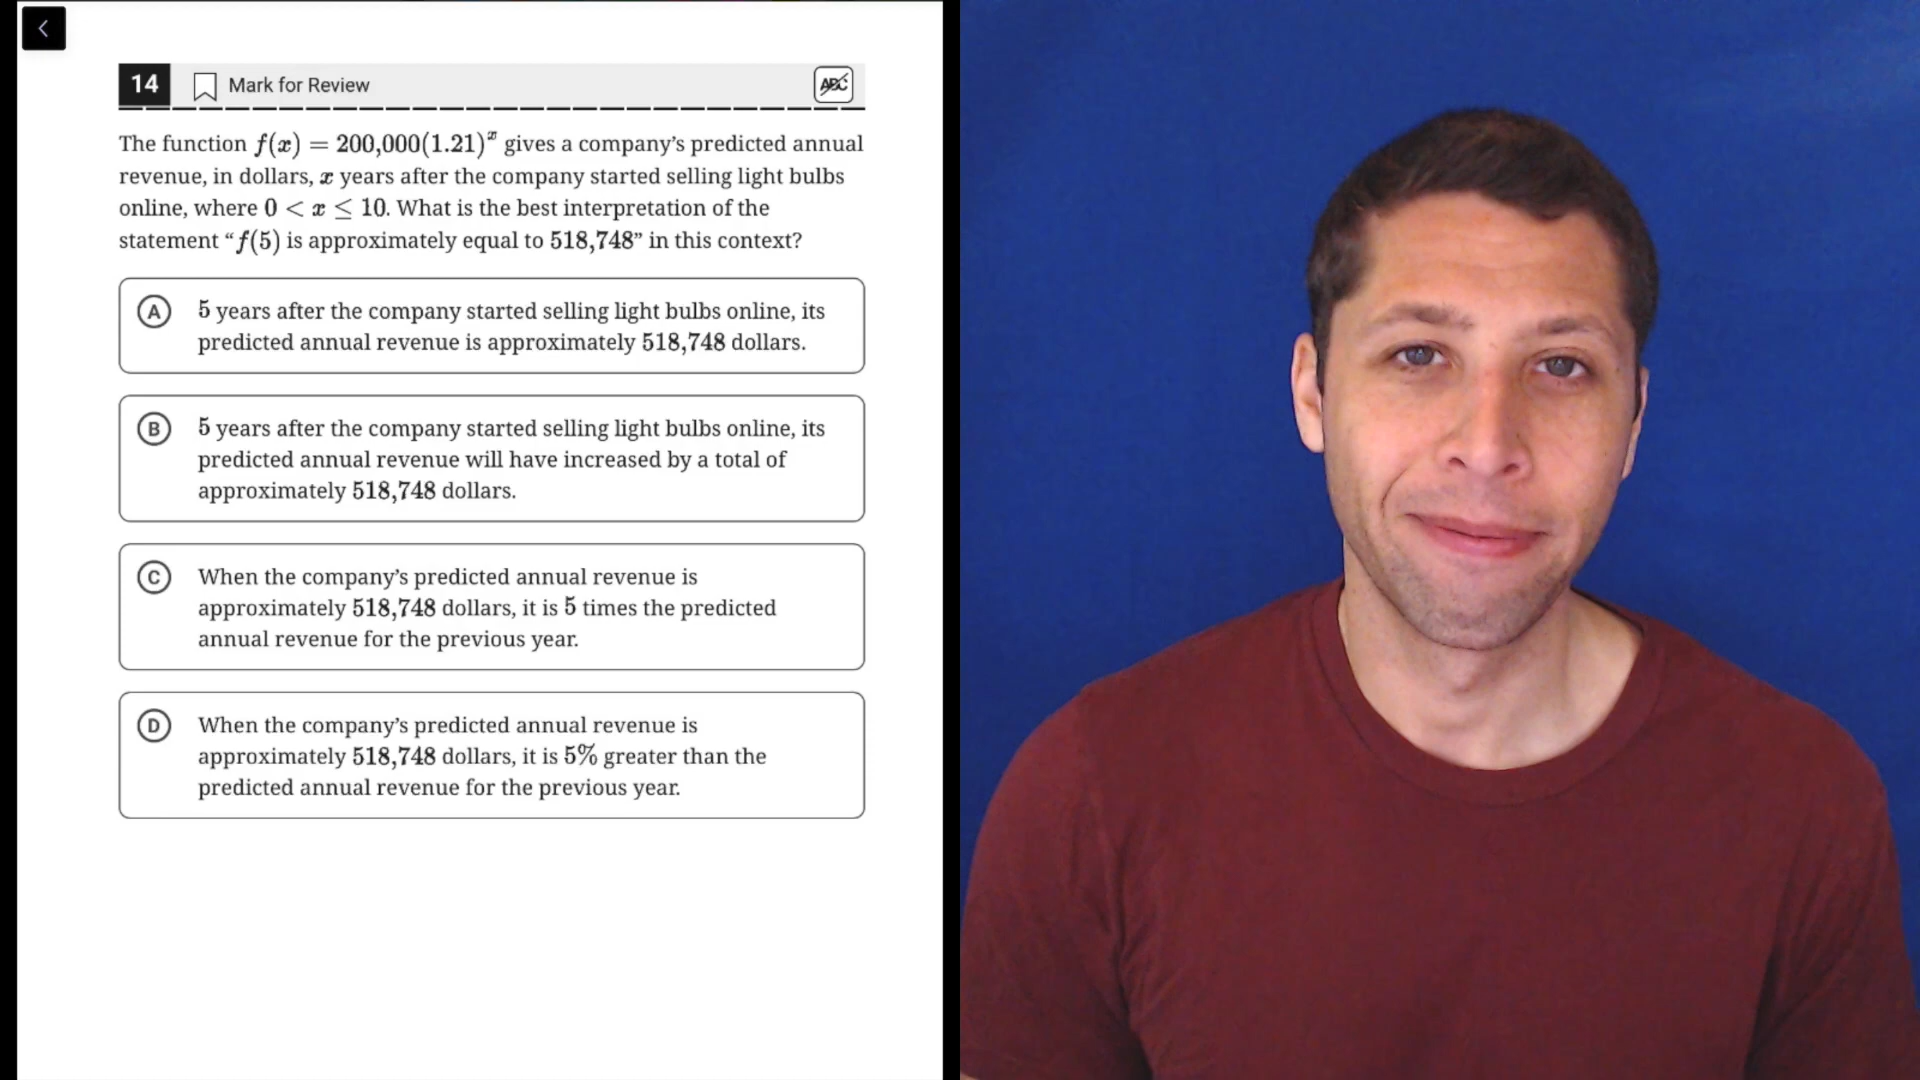 14 Mark for Review ABC
The function f(x) = 200,000(1.21)^x gives a company’s predicted annual
revenue, in dollars, x years after the company started selling light bulbs
online, where 0 < x ≤ 10. What is the best interpretation of the
statement “f(5) is approximately equal to 518,748” in this context?
A 5 years after the company started selling light bulbs online, its
predicted annual revenue is approximately 518,748 dollars.
B 5 years after the company started selling light bulbs online, its
predicted annual revenue will have increased by a total of
approximately 518,748 dollars.
C When the company’s predicted annual revenue is
approximately 518,748 dollars, it is 5 times the predicted
annual revenue for the previous year.
D When the company’s predicted annual revenue is
approximately 518,748 dollars, it is 5% greater than the
predicted annual revenue for the previous year.